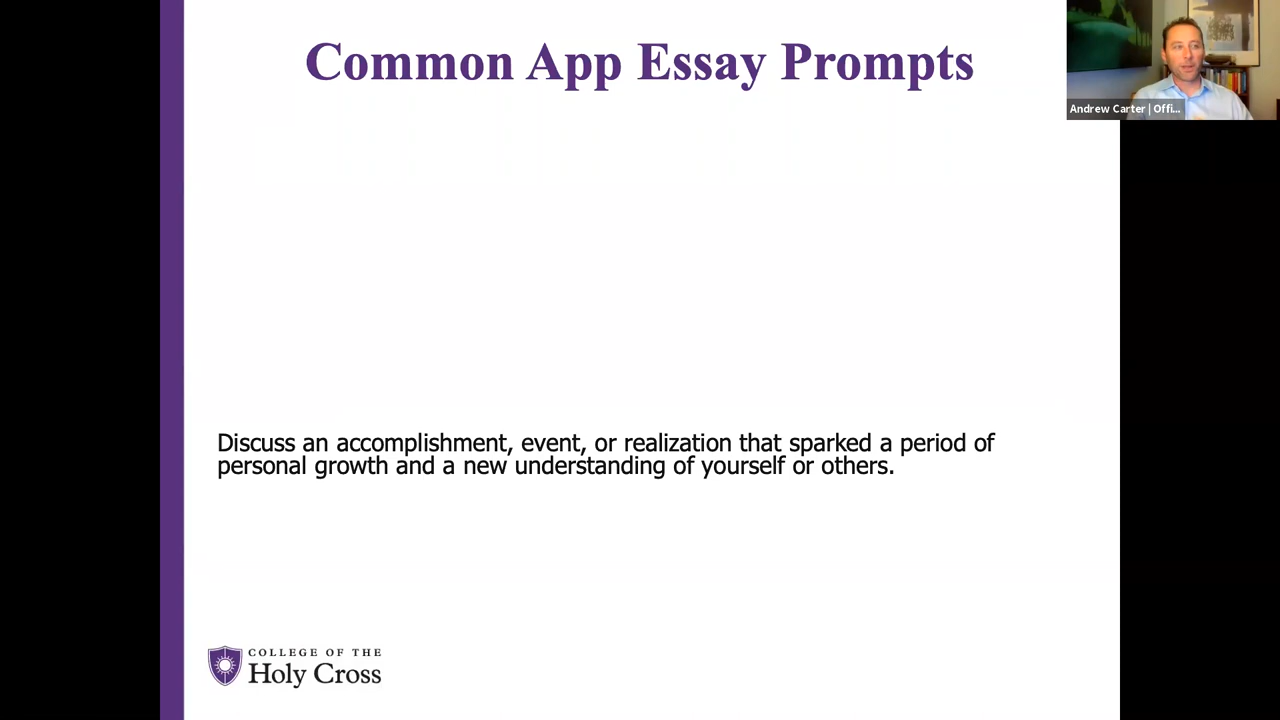 Common App Essay Prompts
Andrew Carter | Offi...
Discuss an accomplishment, event, or realization that sparked a period of
personal growth and a new understanding of yourself or others.
COLLEGE OF THE
Holy Cross